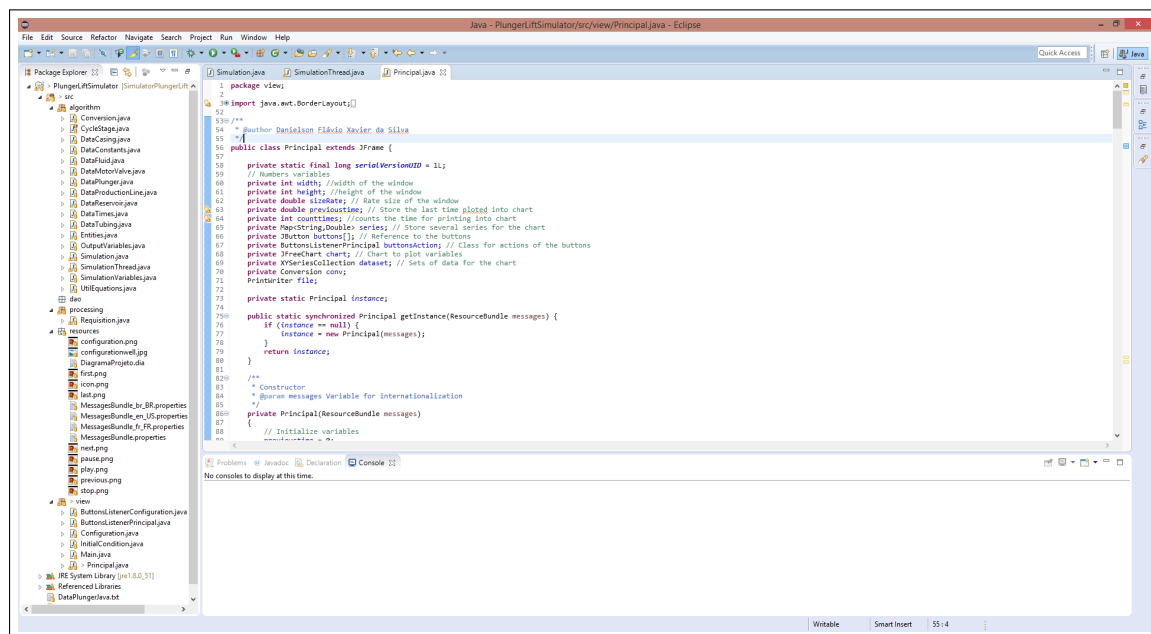 Java - PlungerLiftSimulator/src/view/Principal.java - Eclipse
File Edit Source Refactor Navigate Search Project Run Window Help
Quick Access
Java
Package Explorer
> PlungerLiftSimulator [SimulatorPlungerLift
> src
algorithm
Conversion.java
CycleStage.java
DataCasing.java
DataConstants.java
DataFluid.java
DataMotorValve.java
DataPlunger.java
DataProductionLine.java
DataReservoir.java
DataTimes.java
DataTubing.java
Entities.java
OutputVariables.java
Simulation.java
SimulationThread.java
SimulationVariables.java
UtilEquations.java
dao
processing
Requisition.java
resources
configuration.png
configurationwell.jpg
DiagramaProjeto.dia
first.png
icon.png
last.png
MessagesBundle_br_BR.properties
MessagesBundle_en_US.properties
MessagesBundle_fr_FR.properties
MessagesBundle.properties
next.png
pause.png
play.png
previous.png
stop.png
> view
ButtonsListenerConfiguration.java
ButtonsListenerPrincipal.java
Configuration.java
InitialCondition.java
Main.java
> Principal.java
JRE System Library [jre1.8.0_51]
Referenced Libraries
DataPlungerJava.txt
Simulation.java SimulationThread.java Principal.java
1 package view;
2
3 import java.awt.BorderLayout;
52
53 /**
54 * @author Danielson Flávio Xavier da Silva
55 */
56 public class Principal extends JFrame {
57
58 private static final long serialVersionUID = 1L;
59 // Numbers variables
60 private int width; //width of the window
61 private int height; //height of the window
62 private double sizeRate; // Rate size of the window
63 private double previoustime; // Store the last time ploted into chart
64 private int counttimes; //counts the time for printing into chart
65 private Map<String,Double> series; // Store several series for the chart
66 private JButton buttons[]; // Reference to the buttons
67 private ButtonsListenerPrincipal buttonsAction; // Class for actions of the buttons
68 private JFreeChart chart; // Chart to plot variables
69 private XYSeriesCollection dataset; // Sets of data for the chart
70 private Conversion conv;
71 PrintWriter file;
72
73 private static Principal instance;
74
75 public static synchronized Principal getInstance(ResourceBundle messages) {
76 if (instance == null) {
77 instance = new Principal(messages);
78 }
79 return instance;
80 }
81
82 /**
83 * Constructor
84 * @param messages Variable for internationalization
85 */
86 private Principal(ResourceBundle messages)
87 {
88 // Initialize variables
Problems @ Javadoc Declaration Console
No consoles to display at this time.
Writable Smart Insert 55 : 4